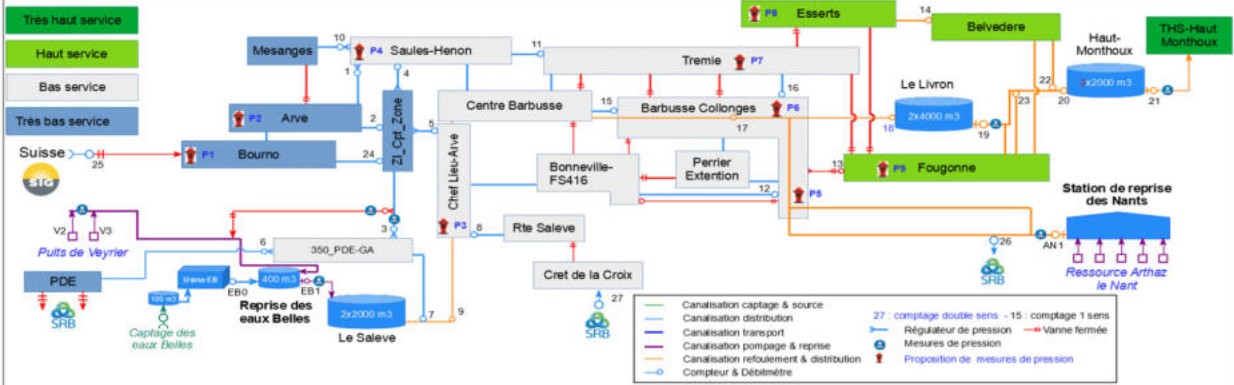 Très haut service
Haut service
Bas service
Très bas service
Suisse
SIG
25
Mesanges
10
P4
Saules-Henon
11
1
4
P2
Arve
2
P1
Bourno
24
ZI_Cpt_Zone
5
Chef Lieu-Arve
P3
Centre Barbusse
15
Tremie
P7
16
Barbusse Collonges
P6
17
Bonneville-
FS416
Perrier
Extention
12
P5
13
P8
Esserts
14
Belvedere
Haut-
Monthoux
2x2000 m3
THS-Haut
Monthoux
22
23
20
21
Le Livron
2x4000 m3
18
19
P9
Fougonne
Station de reprise
des Nants
AN 1
26
SRB
Ressource Arthaz
le Nant
V2
V3
Puits de Veyrier
3
6
350_PDE-GA
PDE
SRB
8
Rte Saleve
Cret de la Croix
27
SRB
Usine EB
195 m3
EB0
400 m3
EB1
Captage des
eaux Belles
Reprise des
eaux Belles
2x2000 m3
Le Saleve
7
9
Canalisation captage & source
Canalisation distribution
Canalisation transport
Canalisation pompage & reprise
Canalisation refoulement & distribution
Compteur & Débitmètre
27 : comptage double sens - 15 : comptage 1 sens
Régulateur de pression
Vanne fermée
Mesures de pression
Proposition de mesures de pression